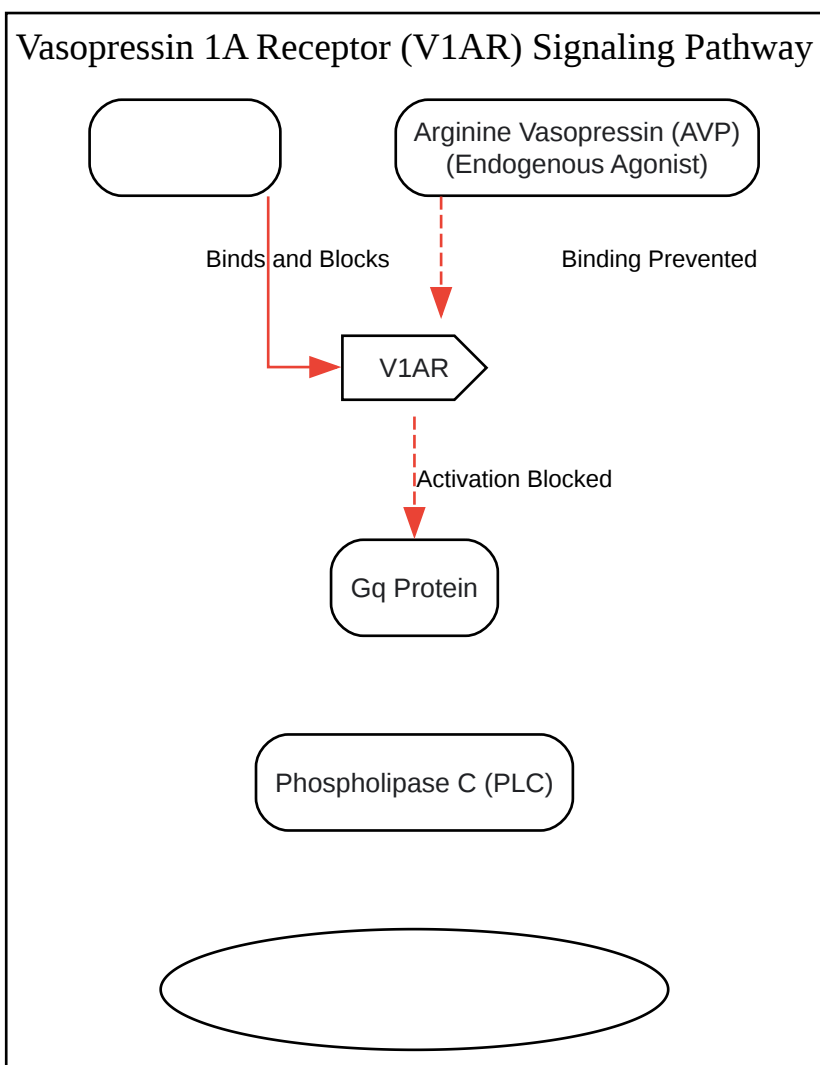 Vasopressin 1A Receptor (V1AR) Signaling Pathway
Arginine Vasopressin (AVP)
(Endogenous Agonist)
Binds and Blocks
Binding Prevented
V1AR
Activation Blocked
Gq Protein
Phospholipase C (PLC)